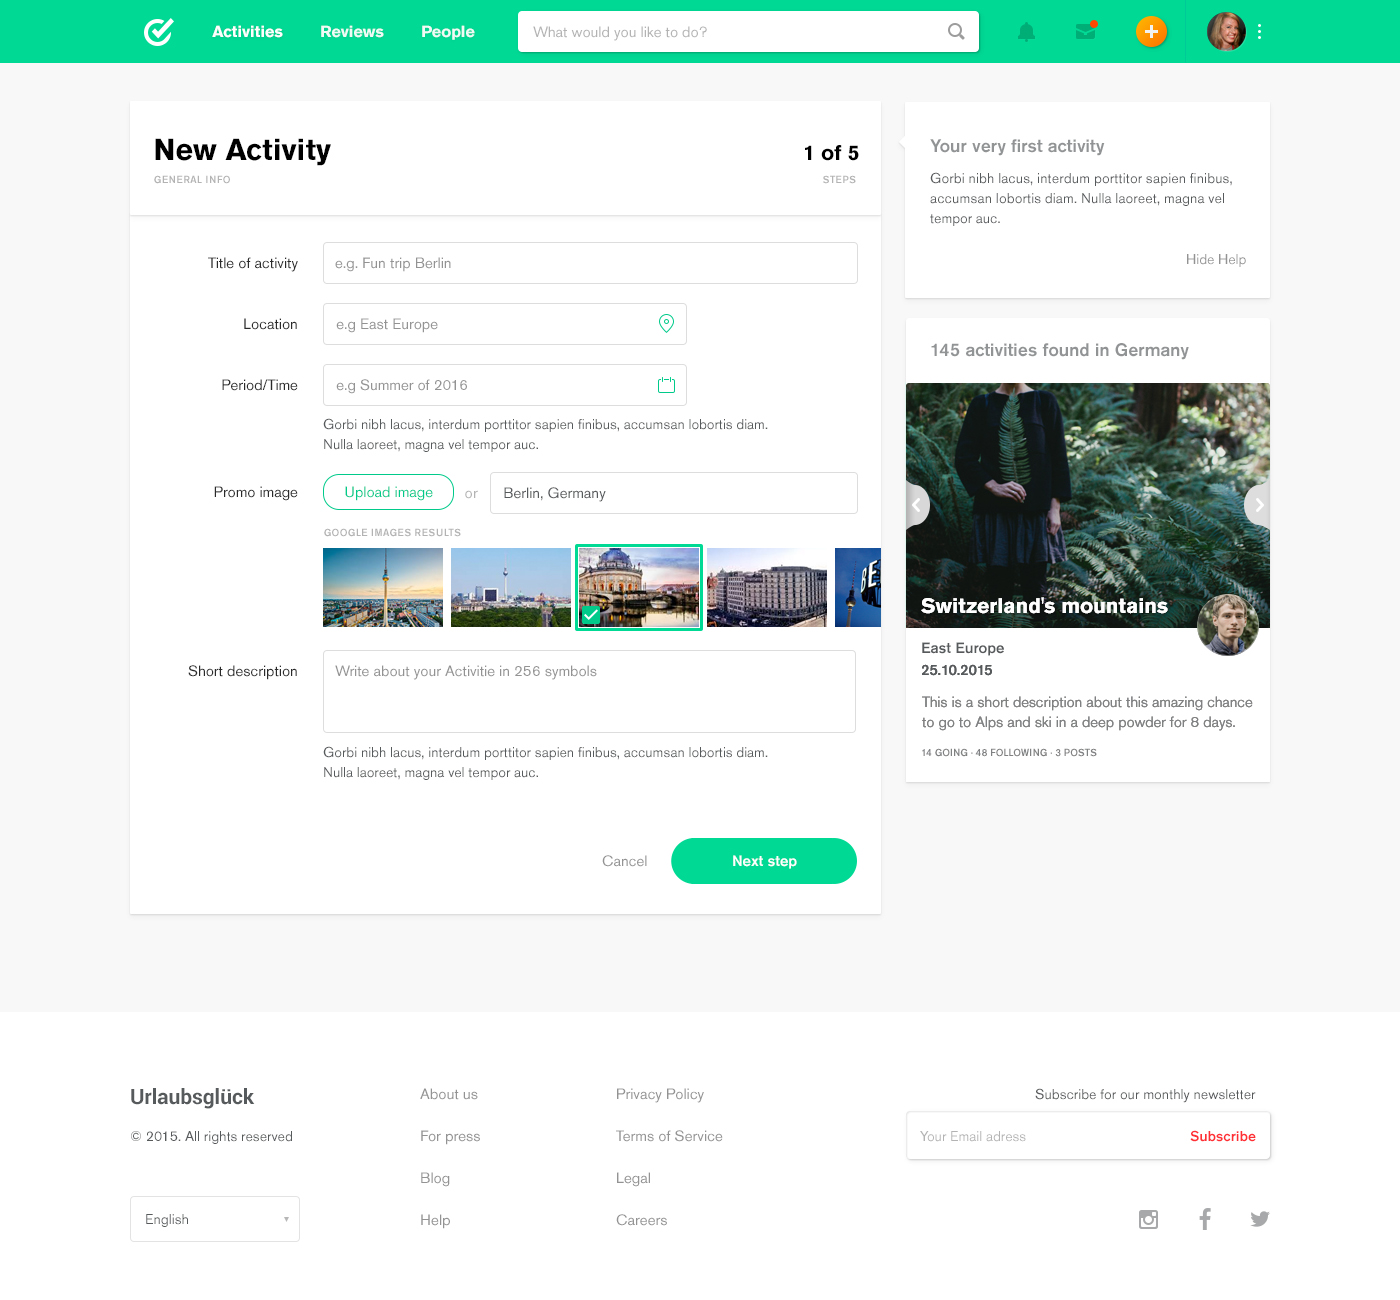 Activities
Reviews
People
What would you like to do?
New Activity
1 of 5
GENERAL INFO
STEPS
Title of activity
e.g. Fun trip Berlin
Location
e.g East Europe
Period/Time
e.g Summer of 2016
Gorbi nibh lacus, interdum porttitor sapien finibus, accumsan lobortis diam.
Nulla laoreet, magna vel tempor auc.
Promo image
Upload image
or
Berlin, Germany
GOOGLE IMAGES RESULTS
BE
Short description
Write about your Activitie in 256 symbols
Gorbi nibh lacus, interdum porttitor sapien finibus, accumsan lobortis diam.
Nulla laoreet, magna vel tempor auc.
Cancel
Next step
Your very first activity
Gorbi nibh lacus, interdum porttitor sapien finibus,
accumsan lobortis diam. Nulla laoreet, magna vel
tempor auc.
Hide Help
145 activities found in Germany
Switzerland's mountains
East Europe
25.10.2015
This is a short description about this amazing chance
to go to Alps and ski in a deep powder for 8 days.
14 GOING · 48 FOLLOWING · 3 POSTS
Urlaubsglück
© 2015. All rights reserved
English
About us
For press
Blog
Help
Privacy Policy
Terms of Service
Legal
Careers
Subscribe for our monthly newsletter
Your Email adress
Subscribe